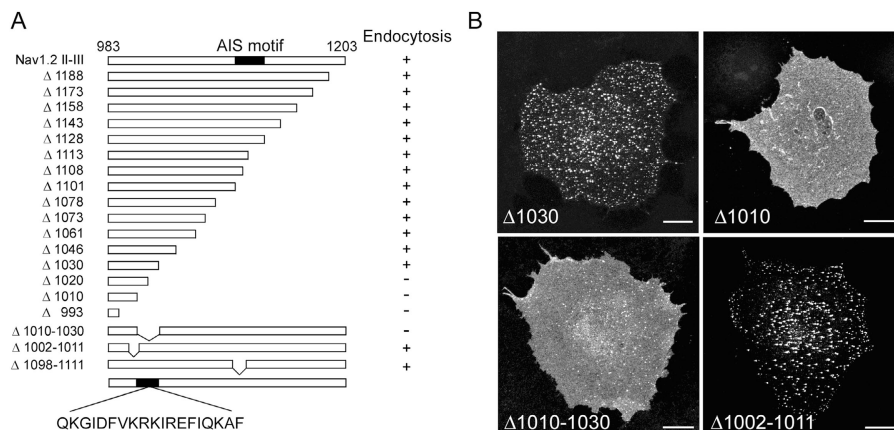 A
983
AIS motif
1203
Endocytosis
Nav1.2 II-III +
Δ 1188 +
Δ 1173 +
Δ 1158 +
Δ 1143 +
Δ 1128 +
Δ 1113 +
Δ 1108 +
Δ 1101 +
Δ 1078 +
Δ 1073 +
Δ 1061 +
Δ 1046 +
Δ 1030 +
Δ 1020 -
Δ 1010 -
Δ 993 -
Δ 1010-1030 -
Δ 1002-1011 +
Δ 1098-1111 +
QKGIDFVKRKIREFIQKAF
B
Δ1030
Δ1010
Δ1010-1030
Δ1002-1011